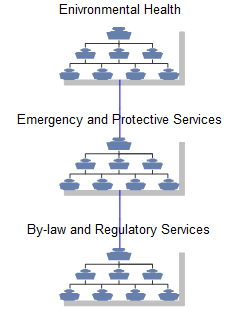 Enivronmental Health
Emergency and Protective Services
By-law and Regulatory Services